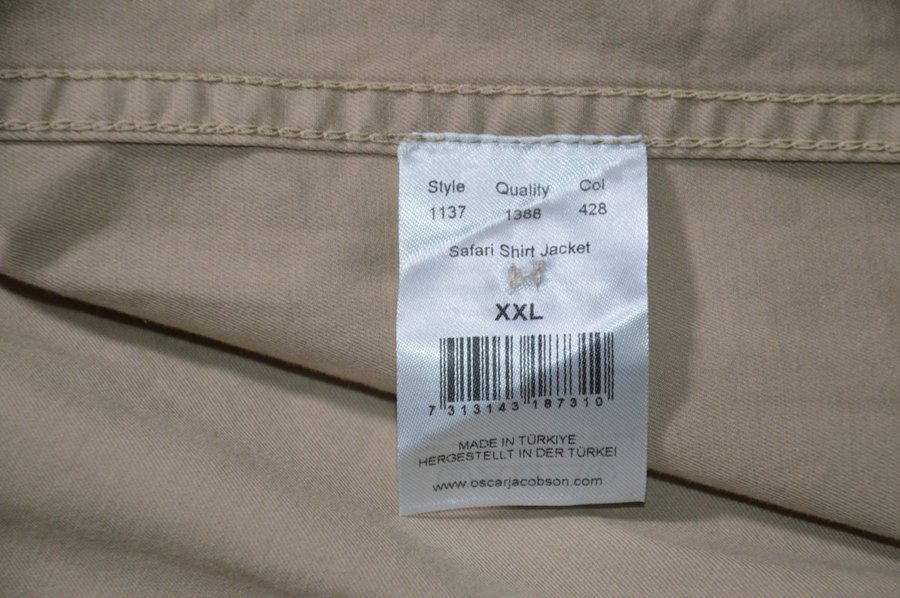 Style Quality Col
1137 1388 428
Safari Shirt Jacket
XXL
7 313143 187310
MADE IN TÜRKIYE
HERGESTELLT IN DER TÜRKEI
www.oscarjacobson.com